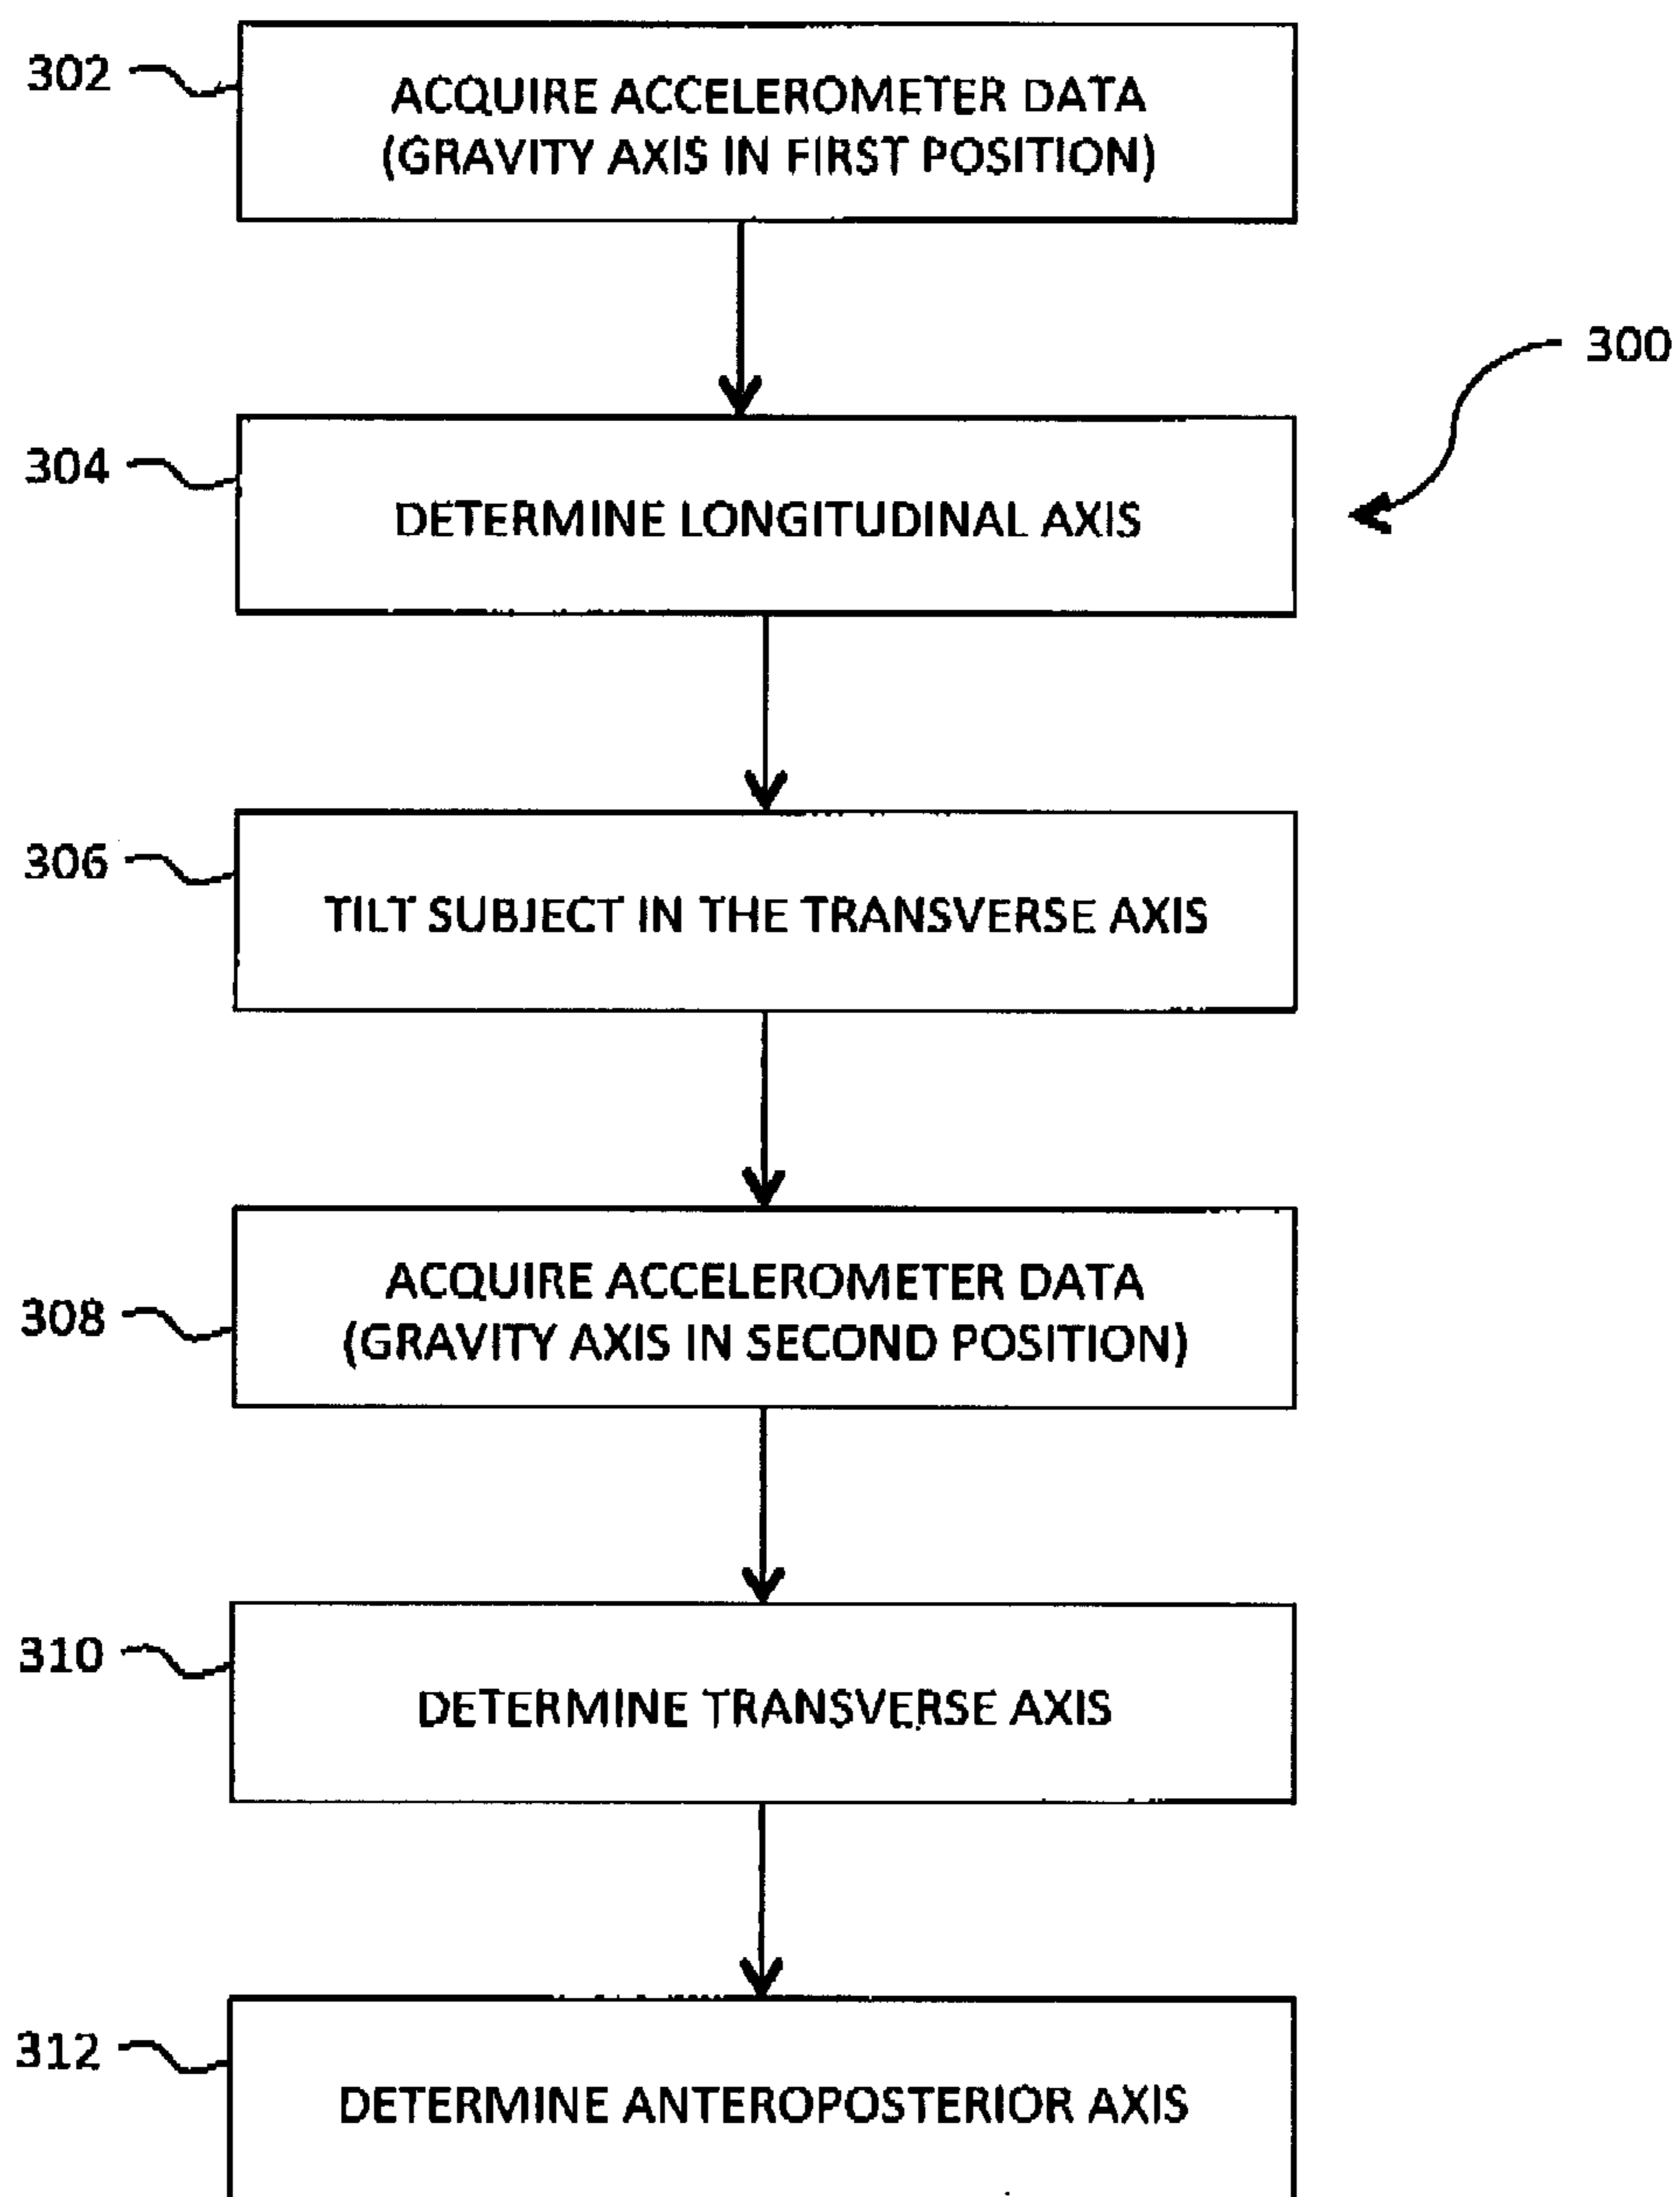 302
ACQUIRE ACCELEROMETER DATA
(GRAVITY AXIS IN FIRST POSITION)
300
304
DETERMINE LONGITUDINAL AXIS
306
TILT SUBJECT IN THE TRANSVERSE AXIS
308
ACQUIRE ACCELEROMETER DATA
(GRAVITY AXIS IN SECOND POSITION)
310
DETERMINE TRANSVERSE AXIS
312
DETERMINE ANTEROPOSTERIOR AXIS